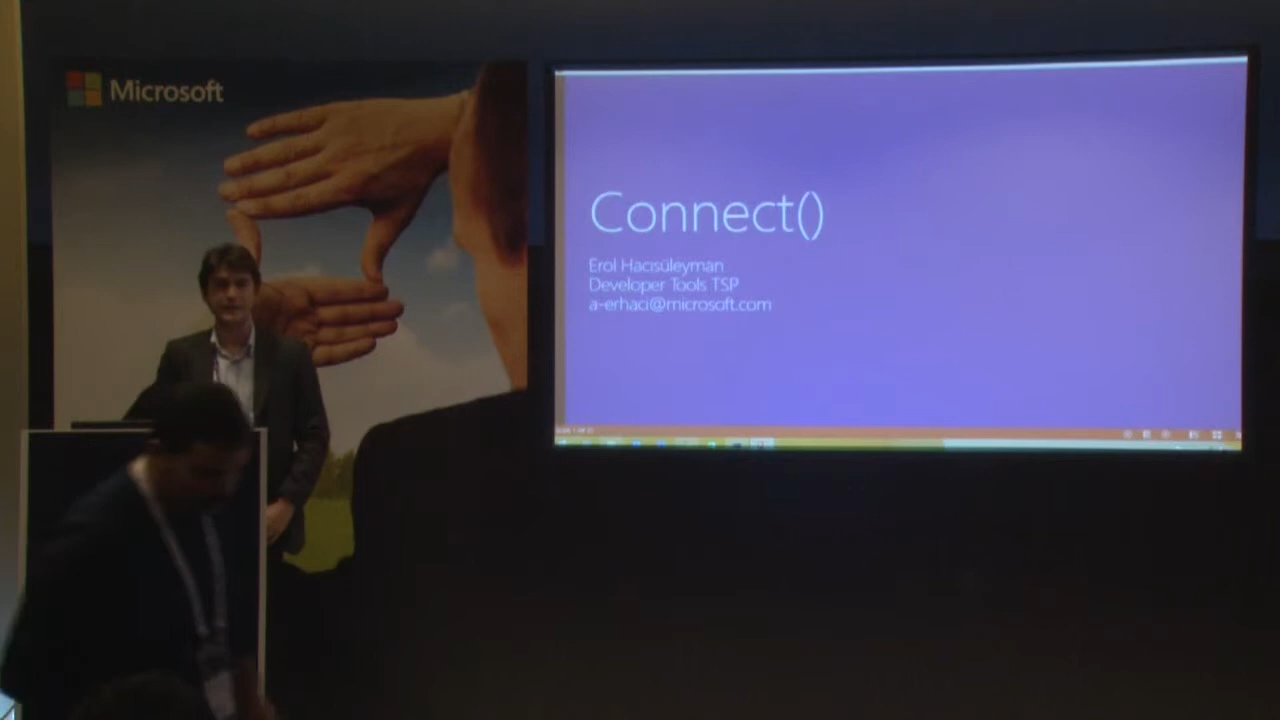 Microsoft
Connect()
Erol Hacısüleyman
Developer Tools TSP
a-erhaci@microsoft.com